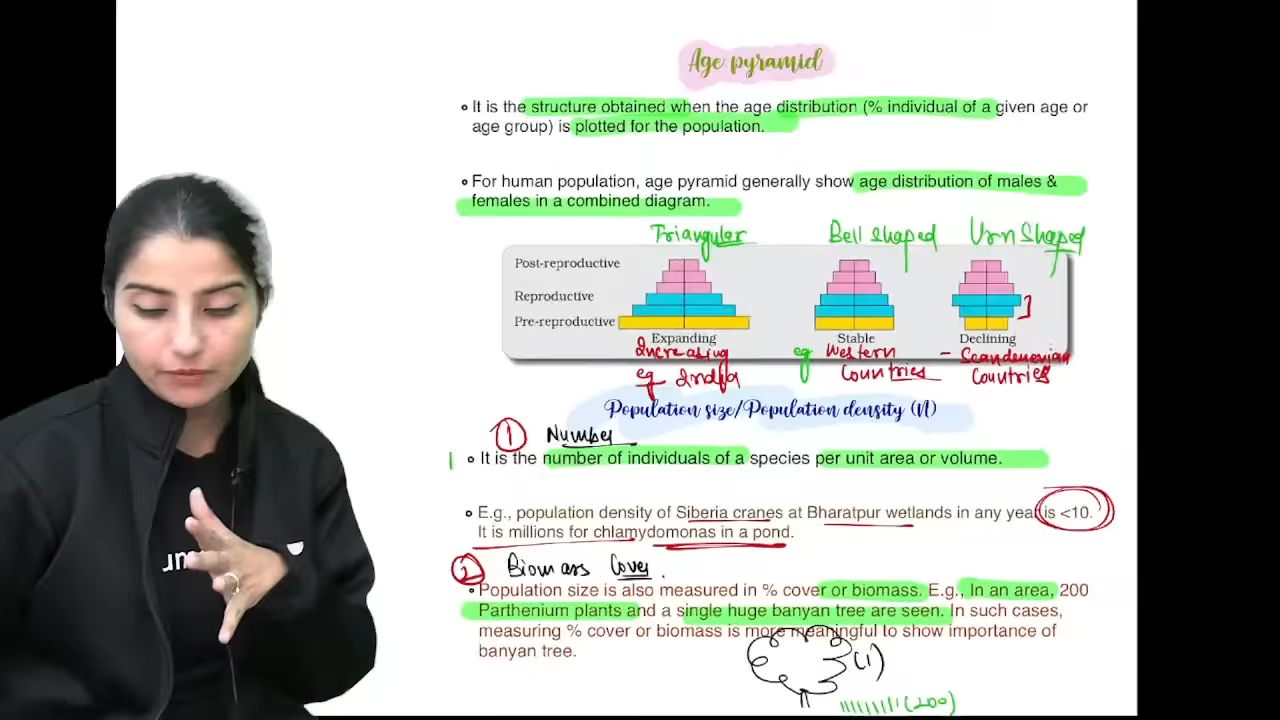 Age pyramid
It is the structure obtained when the age distribution (% individual of a given age or
age group) is plotted for the population.
For human population, age pyramid generally show age distribution of males &
females in a combined diagram.
Triangular Bell shaped Urn shaped
Post-reproductive
Reproductive
Pre-reproductive
Expanding Stable Declining
Increasing eg Western - Scandenevian
eg India Countries Countries
Population size/Population density (N)
1 Number
1 It is the number of individuals of a species per unit area or volume.
E.g., population density of Siberia cranes at Bharatpur wetlands in any year is <10.
It is millions for chlamydomonas in a pond.
2 Biomass Cover.
Population size is also measured in % cover or biomass. E.g., In an area, 200
Parthenium plants and a single huge banyan tree are seen. In such cases,
measuring % cover or biomass is more meaningful to show importance of
banyan tree.
(1)
(200)